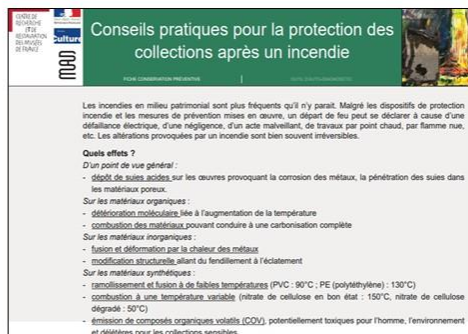 CENTRE DE
RECHERCHE
ET DE
RESTAURATION
DES MUSÉES
DE FRANCE
MAD
Culture
Conseils pratiques pour la protection des
collections après un incendie
FICHE CONSERVATION PRÉVENTIVE |
Les incendies en milieu patrimonial sont plus fréquents qu'il n'y parait. Malgré les dispositifs de protection
incendie et les mesures de prévention mises en œuvre, un départ de feu peut se déclarer à cause d'une
défaillance électrique, d'une négligence, d'un acte malveillant, de travaux par point chaud, par flamme nue,
etc. Les altérations provoquées par un incendie sont bien souvent irréversibles.
Quels effets ?
D'un point de vue général :
- dépôt de suies acides sur les œuvres provoquant la corrosion des métaux, la pénétration des suies dans
les matériaux poreux.
Sur les matériaux organiques :
- détérioration moléculaire liée à l'augmentation de la température
- combustion des matériaux pouvant conduire à une carbonisation complète
Sur les matériaux inorganiques :
- fusion et déformation par la chaleur des métaux
- modification structurelle allant du fendillement à l'éclatement
Sur les matériaux synthétiques :
- ramollissement et fusion à de faibles températures (PVC : 90°C ; PE (polyéthylène) : 130°C)
- combustion à une température variable (nitrate de cellulose en bon état : 150°C, nitrate de cellulose
dégradé : 50°C)
- émission de composés organiques volatils (COV), potentiellement toxiques pour l'homme, l'environnement
et délétères pour les collections sensibles.